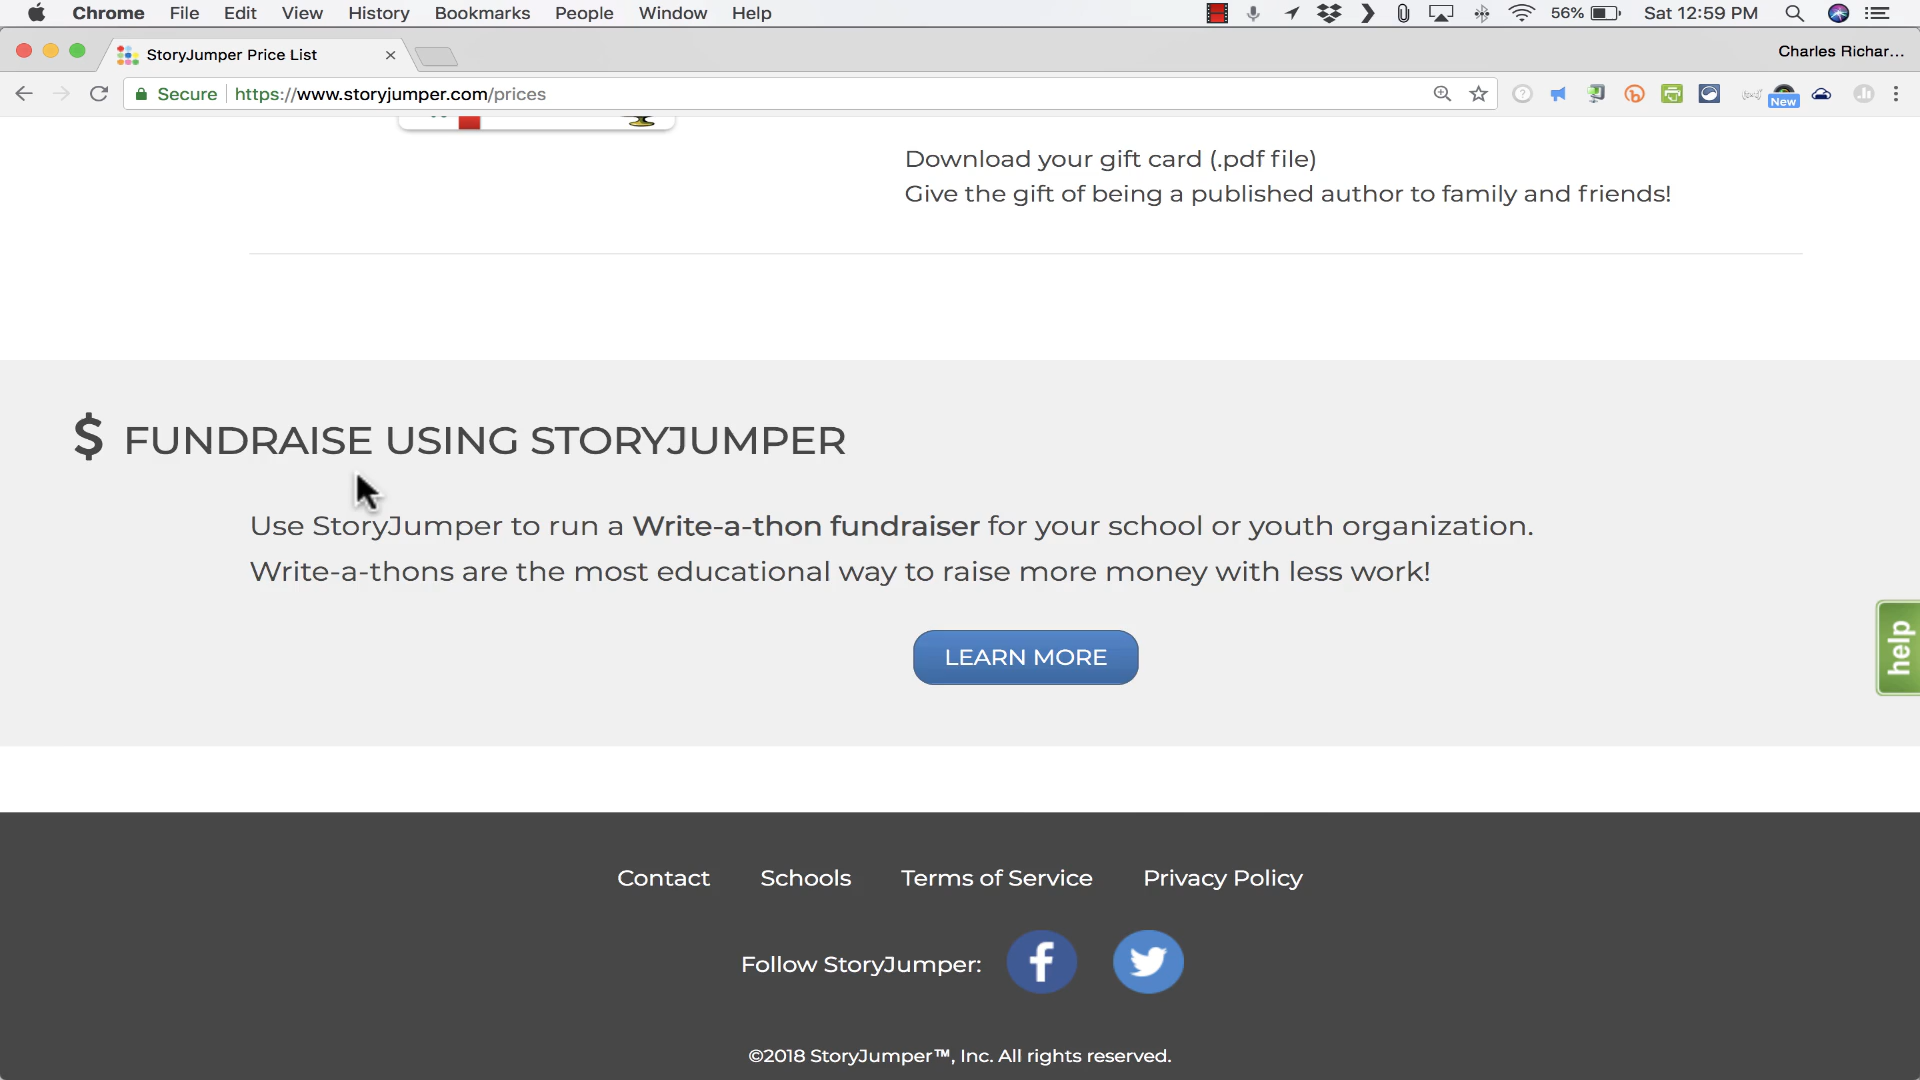 Chrome File Edit View History Bookmarks People Window Help 56% Sat 12:59 PM
StoryJumper Price List Charles Richar...
Secure https://www.storyjumper.com/prices New
Download your gift card (.pdf file)
Give the gift of being a published author to family and friends!
$ FUNDRAISE USING STORYJUMPER
Use StoryJumper to run a Write-a-thon fundraiser for your school or youth organization.
Write-a-thons are the most educational way to raise more money with less work!
help
LEARN MORE
Contact Schools Terms of Service Privacy Policy
Follow StoryJumper:
©2018 StoryJumper™, Inc. All rights reserved.